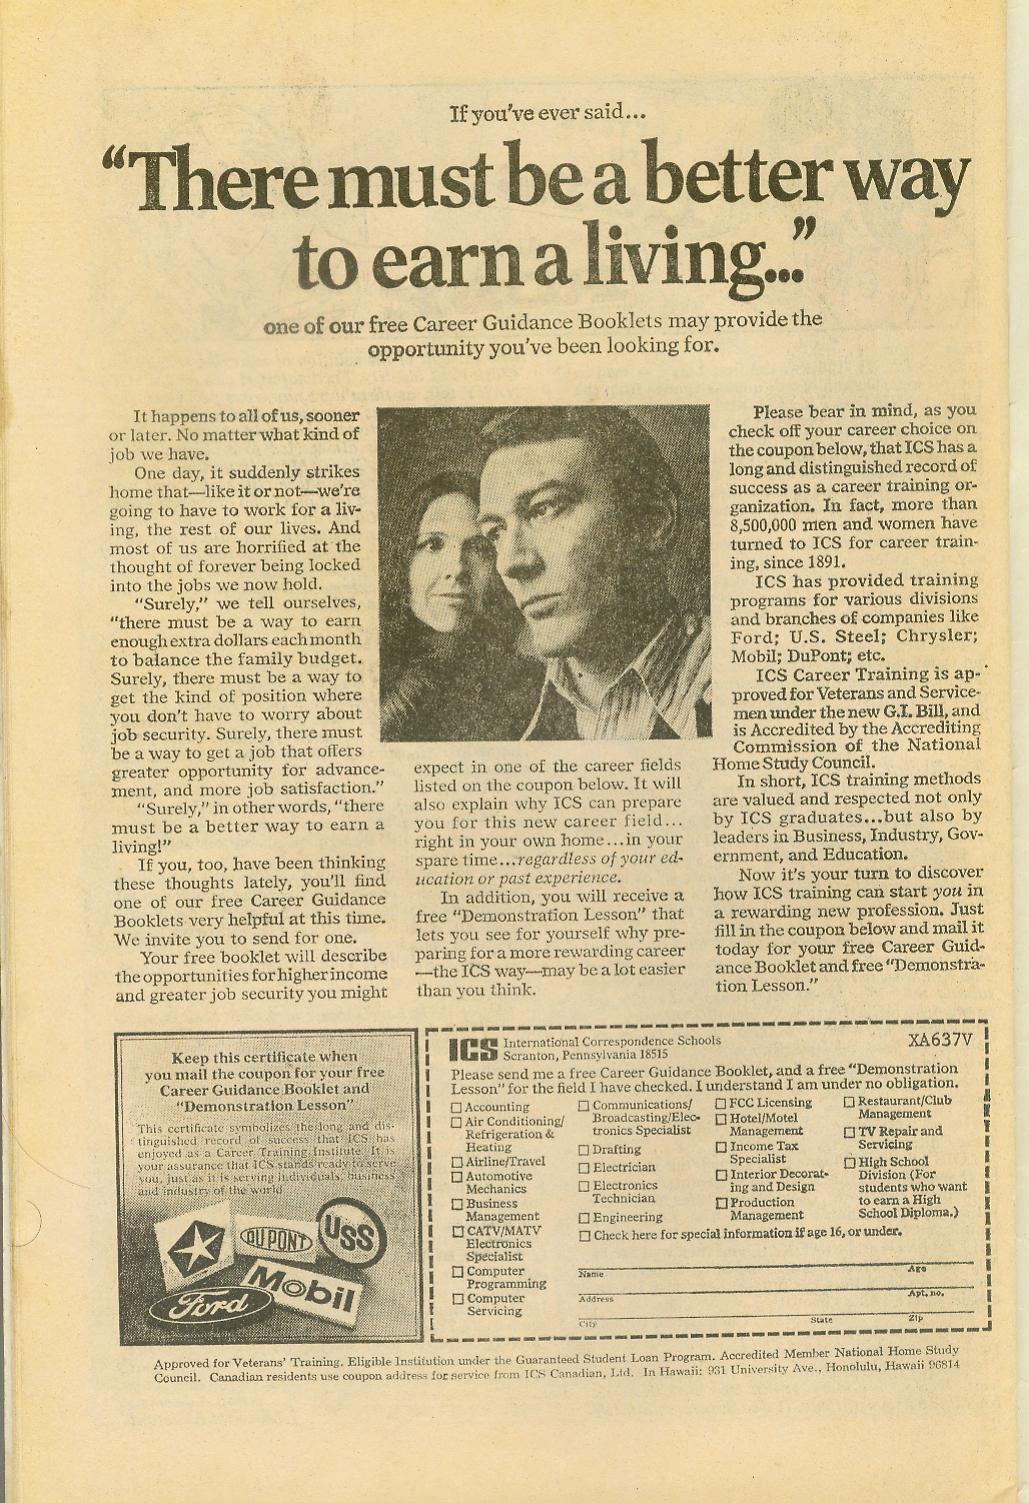 If you've ever said...
“There must be a better way
to earn a living...”
one of our free Career Guidance Booklets may provide the
opportunity you've been looking for.
It happens to all of us, sooner
or later. No matter what kind of
job we have.
One day, it suddenly strikes
home that—like it or not—we're
going to have to work for a liv-
ing, the rest of our lives. And
most of us are horrified at the
thought of forever being locked
into the jobs we now hold.
“Surely,” we tell ourselves,
“there must be a way to earn
enough extra dollars each month
to balance the family budget.
Surely, there must be a way to
get the kind of position where
you don't have to worry about
job security. Surely, there must
be a way to get a job that offers
greater opportunity for advance-
ment, and more job satisfaction.”
“Surely,” in other words, “there
must be a better way to earn a
living!”
If you, too, have been thinking
these thoughts lately, you'll find
one of our free Career Guidance
Booklets very helpful at this time.
We invite you to send for one.
Your free booklet will describe
the opportunities for higher income
and greater job security you might
expect in one of the career fields
listed on the coupon below. It will
also explain why ICS can prepare
you for this new career field...
right in your own home...in your
spare time...regardless of your ed-
ucation or past experience.
In addition, you will receive a
free “Demonstration Lesson” that
lets you see for yourself why pre-
paring for a more rewarding career
—the ICS way—may be a lot easier
than you think.
Please bear in mind, as you
check off your career choice on
the coupon below, that ICS has a
long and distinguished record of
success as a career training or-
ganization. In fact, more than
8,500,000 men and women have
turned to ICS for career train-
ing, since 1891.
ICS has provided training
programs for various divisions
and branches of companies like
Ford; U.S. Steel; Chrysler;
Mobil; DuPont; etc.
ICS Career Training is ap-
proved for Veterans and Service-
men under the new G.I. Bill, and
is Accredited by the Accrediting
Commission of the National
Home Study Council.
In short, ICS training methods
are valued and respected not only
by ICS graduates...but also by
leaders in Business, Industry, Gov-
ernment, and Education.
Now it's your turn to discover
how ICS training can start you in
a rewarding new profession. Just
fill in the coupon below and mail it
today for your free Career Guid-
ance Booklet and free “Demonstra-
tion Lesson.”
Keep this certificate when
you mail the coupon for your free
Career Guidance Booklet and
“Demonstration Lesson”
This certificate symbolizes the long and dis-
tinguished record of success that ICS has
enjoyed as a Career Training Institute. It is
your assurance that ICS stands ready to serve
you, just as it is serving individuals, business
and industry of the world
DU PONT
USS
Mobil
Ford
ICS International Correspondence Schools
Scranton, Pennsylvania 18515
XA637V
Please send me a free Career Guidance Booklet, and a free “Demonstration
Lesson” for the field I have checked. I understand I am under no obligation.
☐ Accounting
☐ Air Conditioning/
Refrigeration &
Heating
☐ Airline/Travel
☐ Automotive
Mechanics
☐ Business
Management
☐ CATV/MATV
Electronics
Specialist
☐ Computer
Programming
☐ Computer
Servicing
☐ Communications/
Broadcasting/Elec-
tronics Specialist
☐ Drafting
☐ Electrician
☐ Electronics
Technician
☐ Engineering
☐ FCC Licensing
☐ Hotel/Motel
Management
☐ Income Tax
Specialist
☐ Interior Decorat-
ing and Design
☐ Production
Management
☐ Restaurant/Club
Management
☐ TV Repair and
Servicing
☐ High School
Division (For
students who want
to earn a High
School Diploma.)
☐ Check here for special information if age 16, or under.
Name Age
Address Apt. no.
City State Zip
Approved for Veterans' Training. Eligible Institution under the Guaranteed Student Loan Program. Accredited Member National Home Study
Council. Canadian residents use coupon address for service from ICS Canadian, Ltd. In Hawaii: 931 University Ave., Honolulu, Hawaii 96814